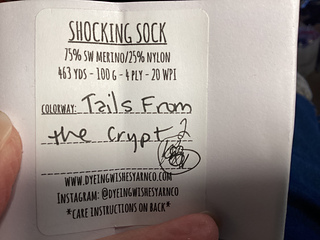 SHOCKING SOCK
75% SW MERINO/25% NYLON
463 YDS - 100 G - 4 PLY - 20 WPI
COLORWAY: Tails From
the Crypt 2
WWW.DYEINGWISHESYARNCO
INSTAGRAM: @DYEINGWISHESYARNCO
*CARE INSTRUCTIONS ON BACK*